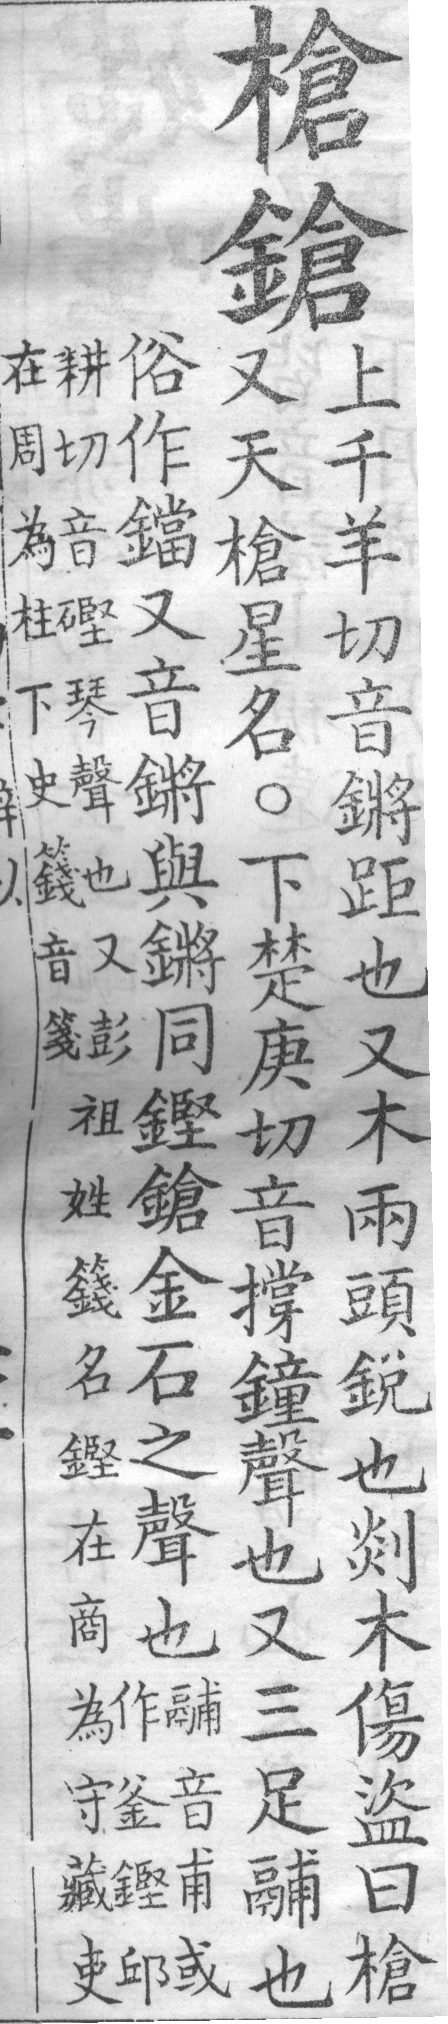 槍鎗
上千羊切音鏘距也又木兩頭銳也剡木傷盜曰槍
又天槍星名○下楚庚切音撑鐘聲也又三足鬴也
俗作鐺又音鏘與鏘同鏗鎗金石之聲也
鬴音甫或
作釜鏗邱
耕切音硻琴聲也又彭祖姓籛名鏗在商為守藏吏
在周為柱下史籛音箋